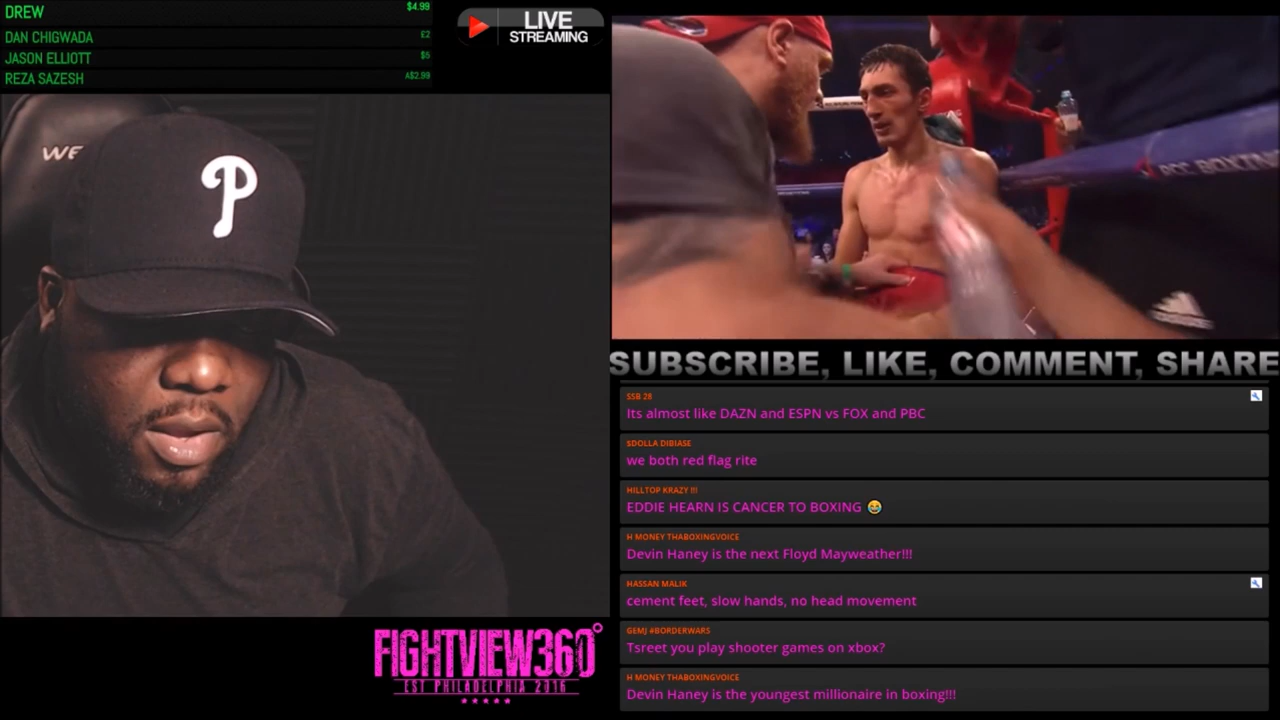 DREW $4.99
DAN CHIGWADA £2
JASON ELLIOTT $5
REZA SAZESH A$2.99
LIVE
STREAMING
WE
P
RCC BOXING
SUBSCRIBE, LIKE, COMMENT, SHARE
SSB 28
Its almost like DAZN and ESPN vs FOX and PBC
$DOLLA DIBIASE
we both red flag rite
HILLTOP KRAZY !!!
EDDIE HEARN IS CANCER TO BOXING 😂
H MONEY THABOXINGVOICE
Devin Haney is the next Floyd Mayweather!!!
HASSAN MALIK
cement feet, slow hands, no head movement
GEMJ #BORDERWARS
Tsreet you play shooter games on xbox?
H MONEY THABOXINGVOICE
Devin Haney is the youngest millionaire in boxing!!!
FIGHTVIEW360°
EST PHILADELPHIA 2016